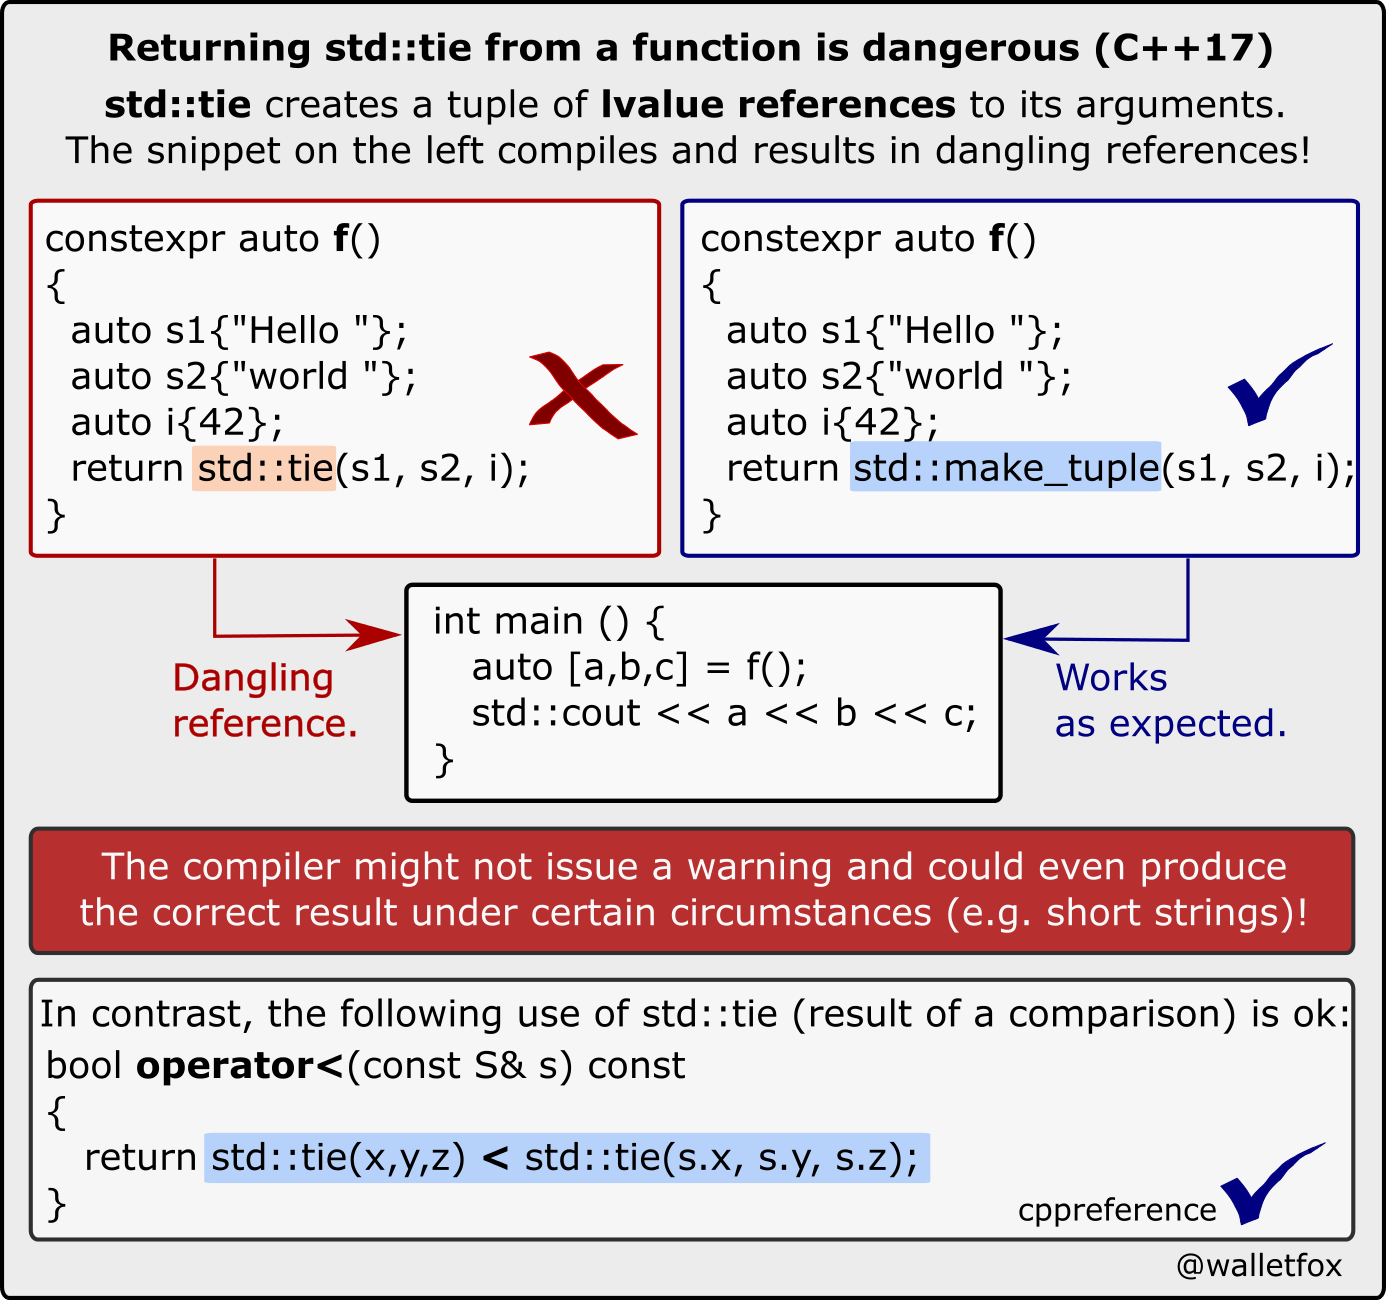 Returning std::tie from a function is dangerous (C++17)
std::tie creates a tuple of lvalue references to its arguments.
The snippet on the left compiles and results in dangling references!
constexpr auto f()
{
auto s1{"Hello "};
auto s2{"world "};
auto i{42};
return std::tie(s1, s2, i);
}
constexpr auto f()
{
auto s1{"Hello "};
auto s2{"world "};
auto i{42};
return std::make_tuple(s1, s2, i);
}
Dangling
reference.
int main () {
auto [a,b,c] = f();
std::cout << a << b << c;
}
Works
as expected.
The compiler might not issue a warning and could even produce
the correct result under certain circumstances (e.g. short strings)!
In contrast, the following use of std::tie (result of a comparison) is ok:
bool operator<(const S& s) const
{
return std::tie(x,y,z) < std::tie(s.x, s.y, s.z);
}
cppreference
@walletfox